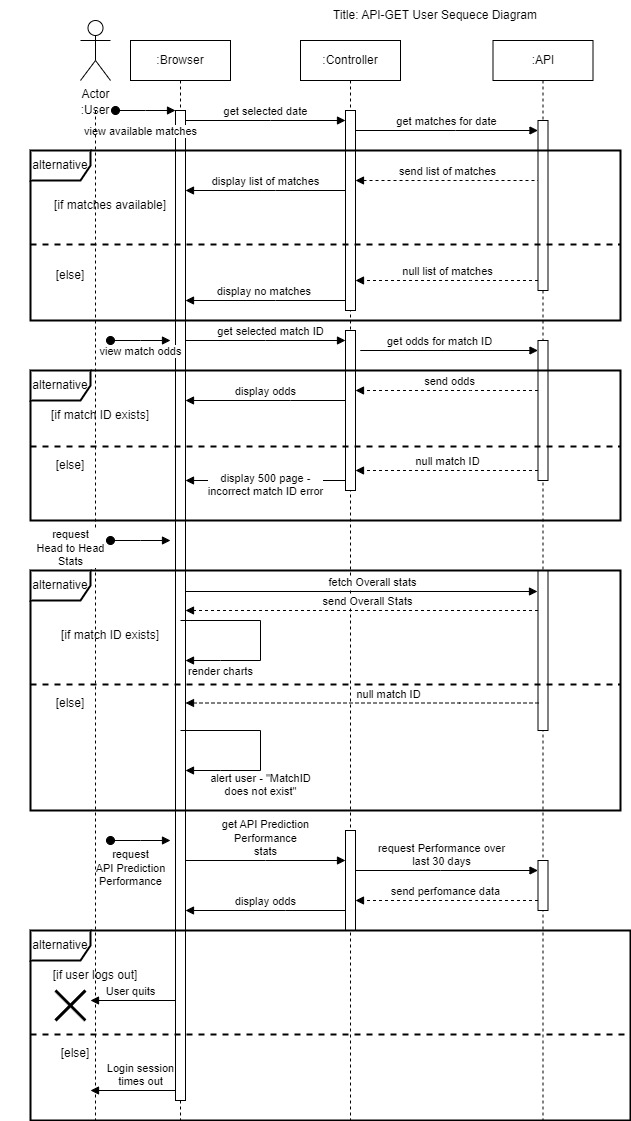 Title: API-GET User Sequece Diagram
:Browser
:Controller
:API
Actor
:User
get selected date
get matches for date
view available matches
alternative
send list of matches
display list of matches
[if matches available]
[else]
null list of matches
display no matches
get selected match ID
get odds for match ID
view match odds
alternative
send odds
display odds
[if match ID exists]
[else]
null match ID
display 500 page -
incorrect match ID error
request
Head to Head
Stats
alternative
fetch Overall stats
send Overall Stats
[if match ID exists]
render charts
[else]
null match ID
alert user - "MatchID
does not exist"
get API Prediction
Performance
stats
request
API Prediction
Performance
request Performance over
last 30 days
send perfomance data
display odds
alternative
[if user logs out]
User quits
[else]
Login session
times out